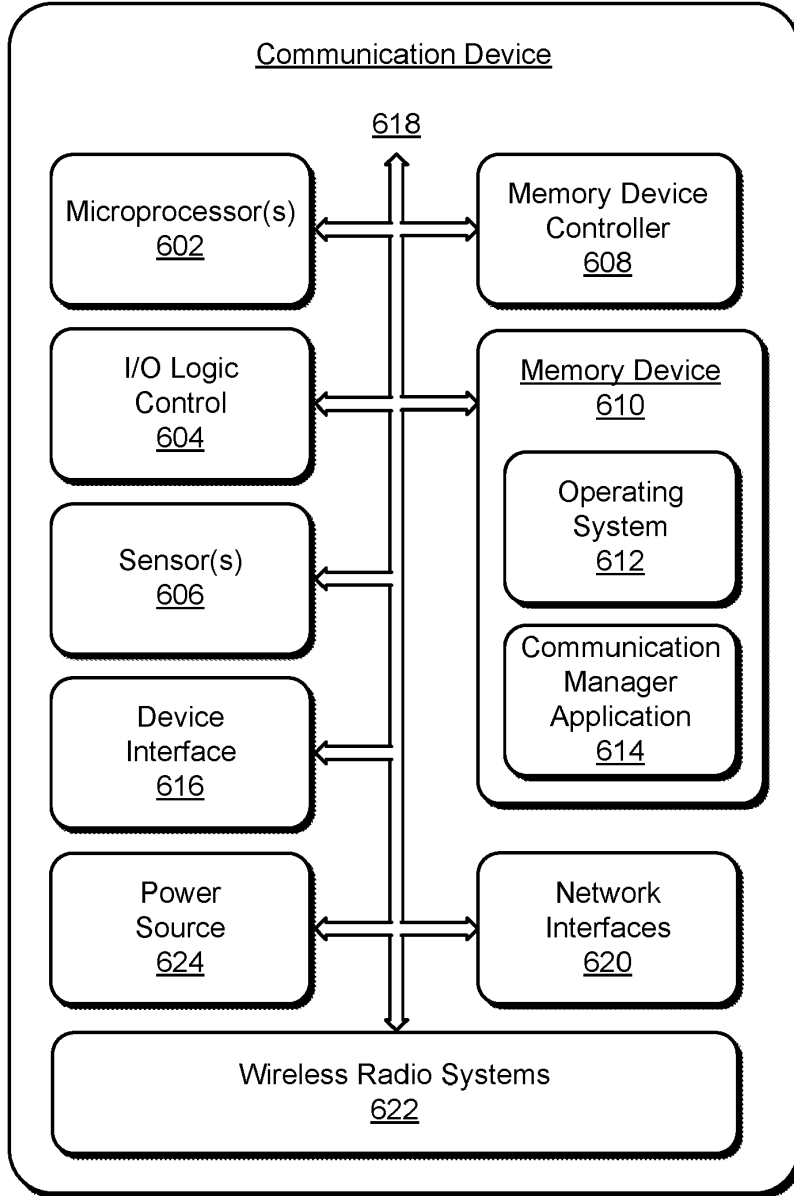 Communication Device
618
Microprocessor(s)
602
Memory Device
Controller
608
I/O Logic
Control
604
Memory Device
610
Operating
System
612
Communication
Manager
Application
614
Sensor(s)
606
Device
Interface
616
Power
Source
624
Network
Interfaces
620
Wireless Radio Systems
622